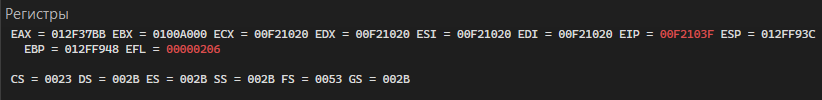 Регистры
EAX = 012F37BB EBX = 0100A000 ECX = 00F21020 EDX = 00F21020 ESI = 00F21020 EDI = 00F21020 EIP = 00F2103F ESP = 012FF93C
EBP = 012FF948 EFL = 00000206
CS = 0023 DS = 002B ES = 002B SS = 002B FS = 0053 GS = 002B